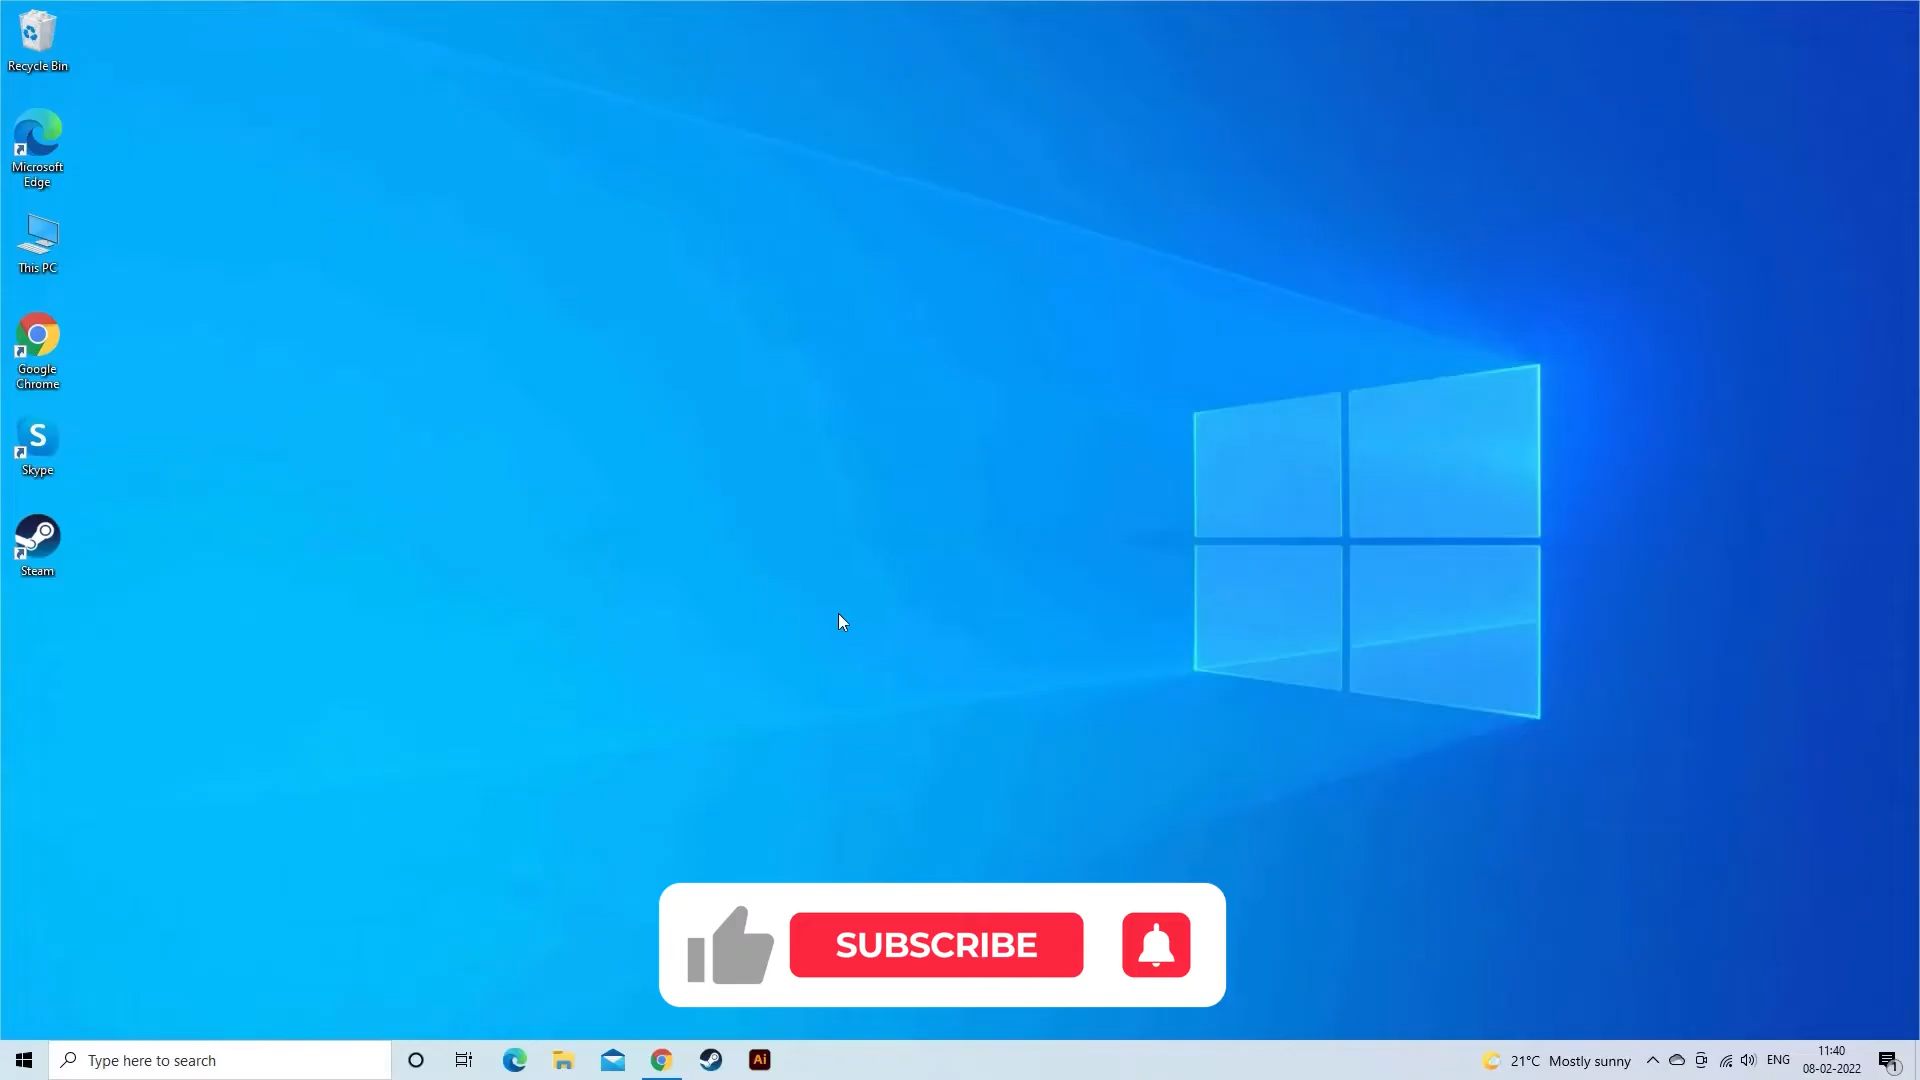 Recycle Bin
Microsoft
Edge
This PC
Google
Chrome
S
Skype
Steam
SUBSCRIBE
Type here to search
Ai
21°C Mostly sunny
ENG
11:40
08-02-2022
1